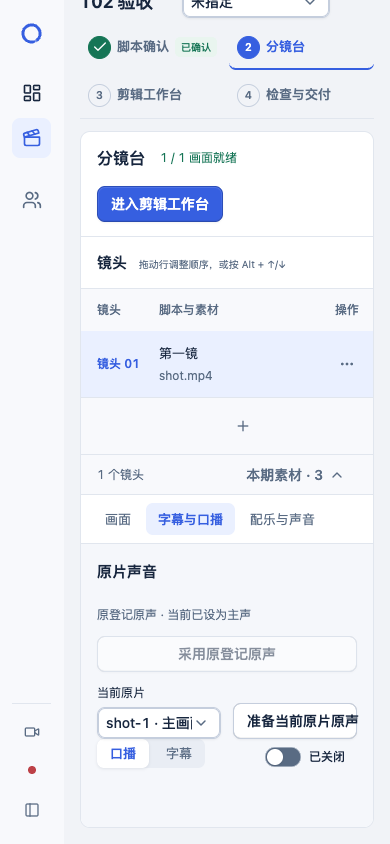 T02 验收
未指定
脚本确认 已确认
2 分镜台
3 剪辑工作台
4 检查与交付
分镜台 1 / 1 画面就绪
进入剪辑工作台
镜头 拖动行调整顺序，或按 Alt + ↑/↓
镜头 脚本与素材 操作
镜头 01 第一镜
shot.mp4
1 个镜头 本期素材 · 3
画面 字幕与口播 配乐与声音
原片声音
原登记原声 · 当前已设为主声
采用原登记原声
当前原片
shot-1 · 主画
准备当前原片原声
口播 字幕 已关闭